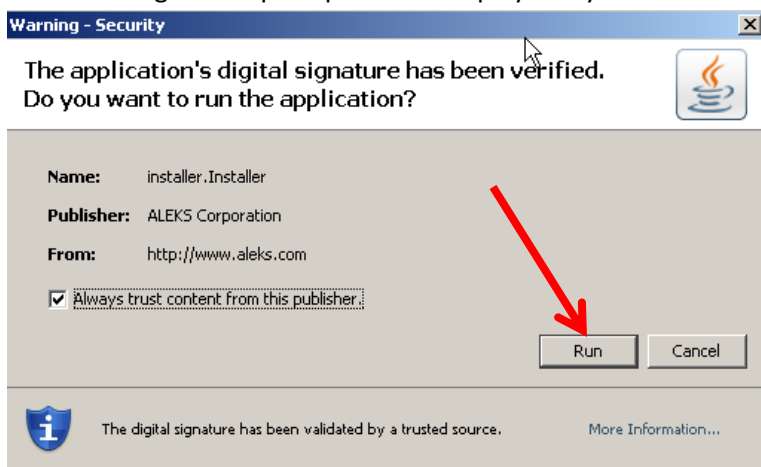 Warning - Security
The application's digital signature has been verified.
Do you want to run the application?
Name: installer.Installer
Publisher: ALEKS Corporation
From: http://www.aleks.com
Always trust content from this publisher.
Run Cancel
The digital signature has been validated by a trusted source. More Information...